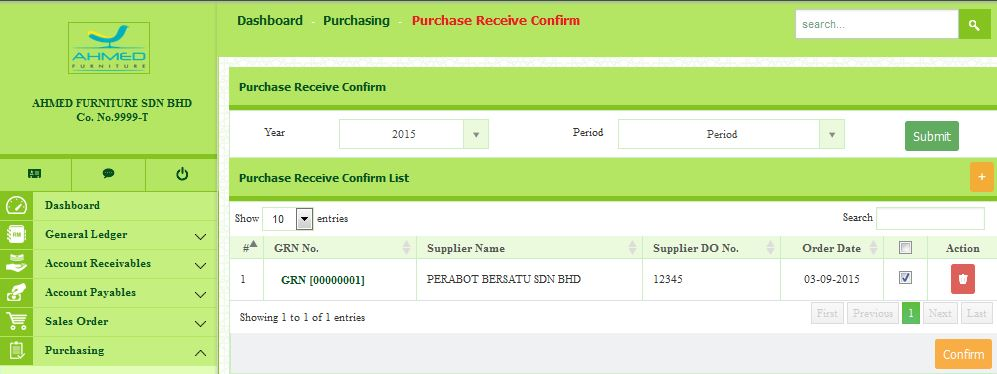 AHMED
FURNITURE
AHMED FURNITURE SDN BHD
Co. No.9999-T
Dashboard
General Ledger
Account Receivables
Account Payables
Sales Order
Purchasing
Dashboard - Purchasing - Purchase Receive Confirm
search...
Purchase Receive Confirm
Year 2015 Period Period Submit
Purchase Receive Confirm List +
Show 10 entries Search
# GRN No. Supplier Name Supplier DO No. Order Date Action
1 GRN [00000001] PERABOT BERSATU SDN BHD 12345 03-09-2015
Showing 1 to 1 of 1 entries First Previous 1 Next Last
Confirm